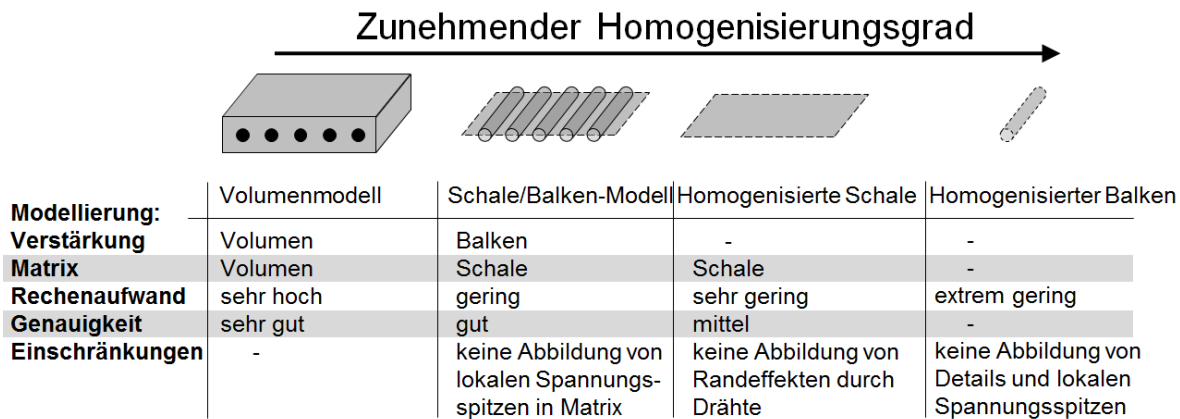 Zunehmender Homogenisierungsgrad
Modellierung: Volumenmodell Schale/Balken-Modell Homogenisierte Schale Homogenisierter Balken
Verstärkung Volumen Balken - -
Matrix Volumen Schale Schale -
Rechenaufwand sehr hoch gering sehr gering extrem gering
Genauigkeit sehr gut gut mittel -
Einschränkungen - keine Abbildung von keine Abbildung von keine Abbildung von
lokalen Spannungs- Randeffekten durch Details und lokalen
spitzen in Matrix Drähte Spannungsspitzen